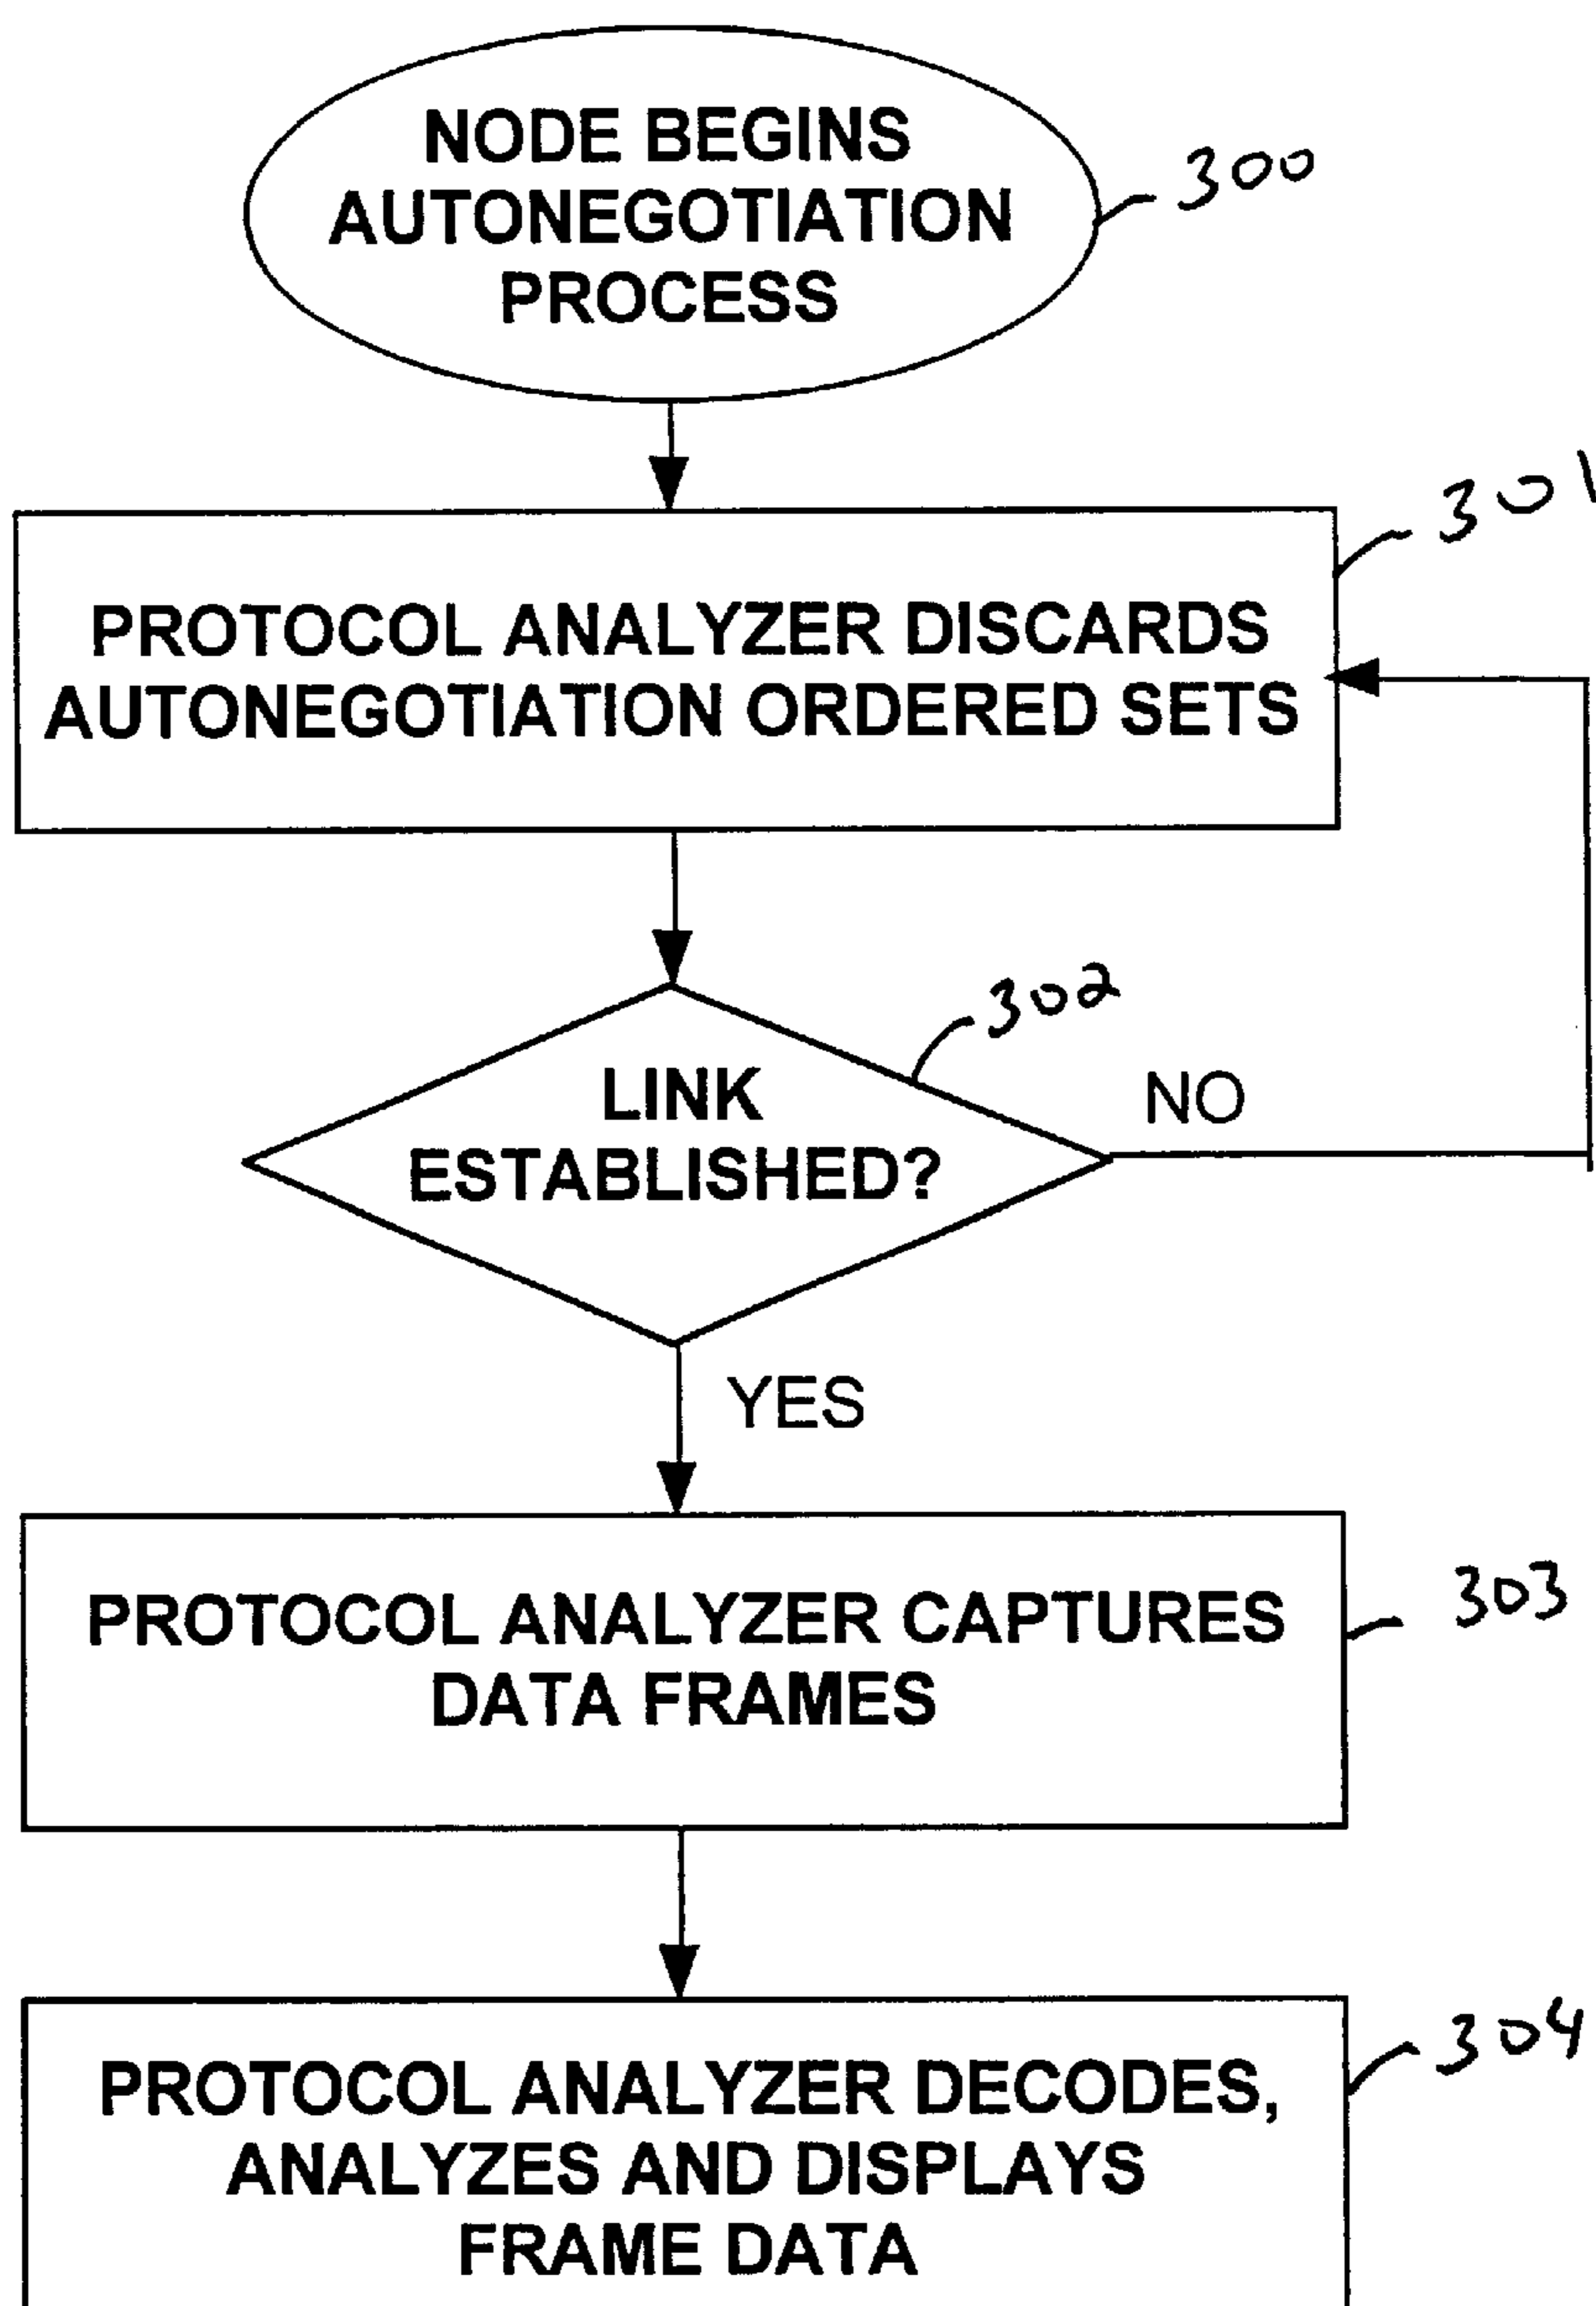 NODE BEGINS
AUTONEGOTIATION
PROCESS
300
301
PROTOCOL ANALYZER DISCARDS
AUTONEGOTIATION ORDERED SETS
302
LINK
ESTABLISHED?
NO
YES
303
PROTOCOL ANALYZER CAPTURES
DATA FRAMES
304
PROTOCOL ANALYZER DECODES,
ANALYZES AND DISPLAYS
FRAME DATA